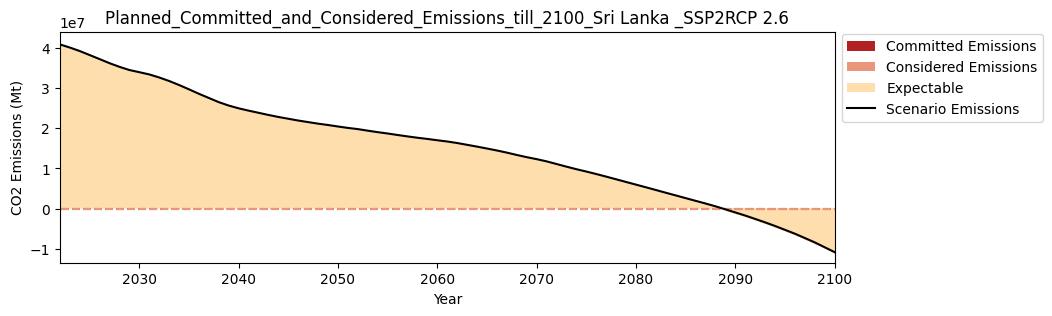 Planned_Committed_and_Considered_Emissions_till_2100_Sri Lanka _SSP2RCP 2.6
1e7
CO2 Emissions (Mt)
4
3
2
1
0
−1
2030 2040 2050 2060 2070 2080 2090 2100
Year
Committed Emissions
Considered Emissions
Expectable
Scenario Emissions